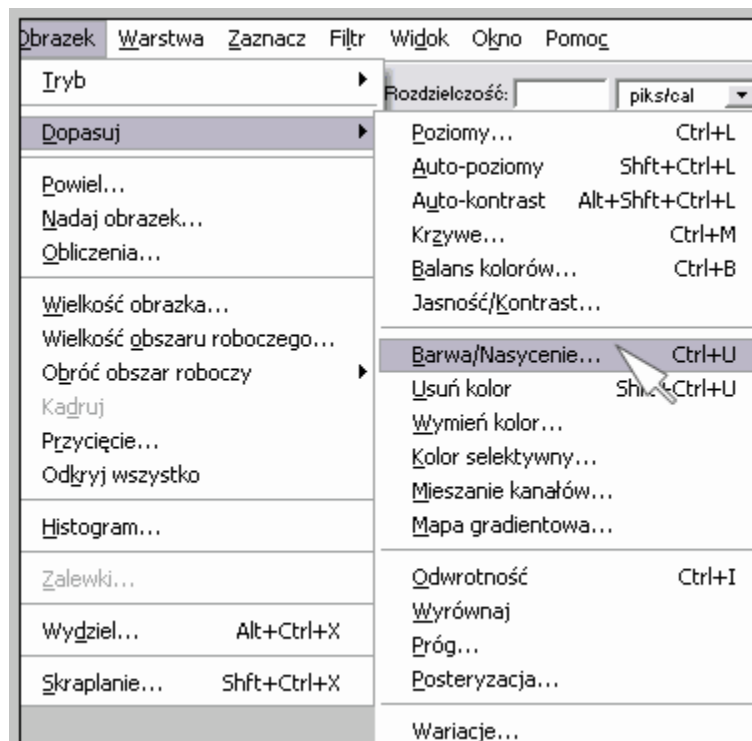 Obrazek Warstwa Zaznacz Filtr Widok Okno Pomoc
Tryb
Rozdzielczość: piks/cal
Dopasuj
Powiel...
Nadaj obrazek...
Obliczenia...
Wielkość obrazka...
Wielkość obszaru roboczego...
Obróć obszar roboczy
Kadruj
Przycięcie...
Odkryj wszystko
Histogram...
Zalewki...
Wydziel... Alt+Ctrl+X
Skraplanie... Shft+Ctrl+X
Poziomy... Ctrl+L
Auto-poziomy Shft+Ctrl+L
Auto-kontrast Alt+Shft+Ctrl+L
Krzywe... Ctrl+M
Balans kolorów... Ctrl+B
Jasność/Kontrast...
Barwa/Nasycenie... Ctrl+U
Usuń kolor Shft+Ctrl+U
Wymień kolor...
Kolor selektywny...
Mieszanie kanałów...
Mapa gradientowa...
Odwrotność Ctrl+I
Wyrównaj
Próg...
Posteryzacja...
Wariacje...